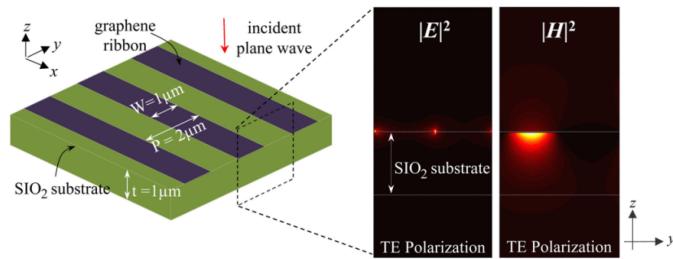 z
y
x
graphene
ribbon
incident
plane wave
W=1μm
P = 2μm
t = 1μm
SIO₂ substrate
|E|²
|H|²
SIO₂ substrate
TE Polarization
TE Polarization
z
y